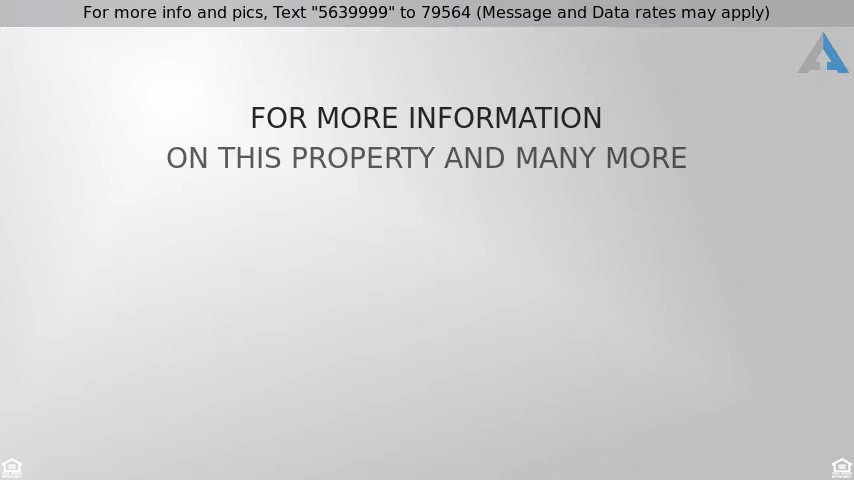 For more info and pics, Text "5639999" to 79564 (Message and Data rates may apply)
FOR MORE INFORMATION
ON THIS PROPERTY AND MANY MORE